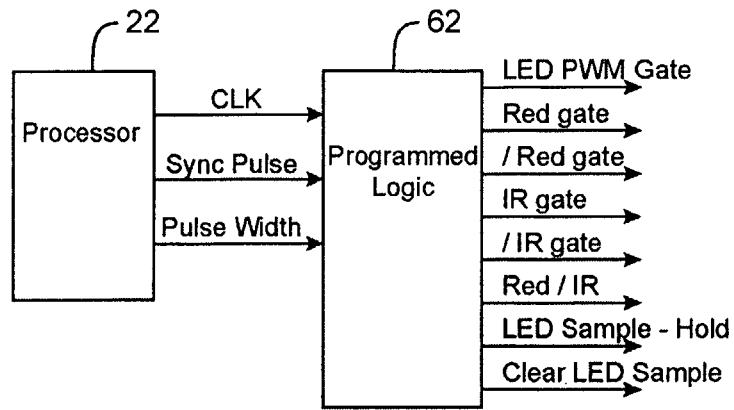 22
62
Processor
CLK
Sync Pulse
Pulse Width
Programmed
Logic
LED PWM Gate
Red gate
/ Red gate
IR gate
/ IR gate
Red / IR
LED Sample - Hold
Clear LED Sample